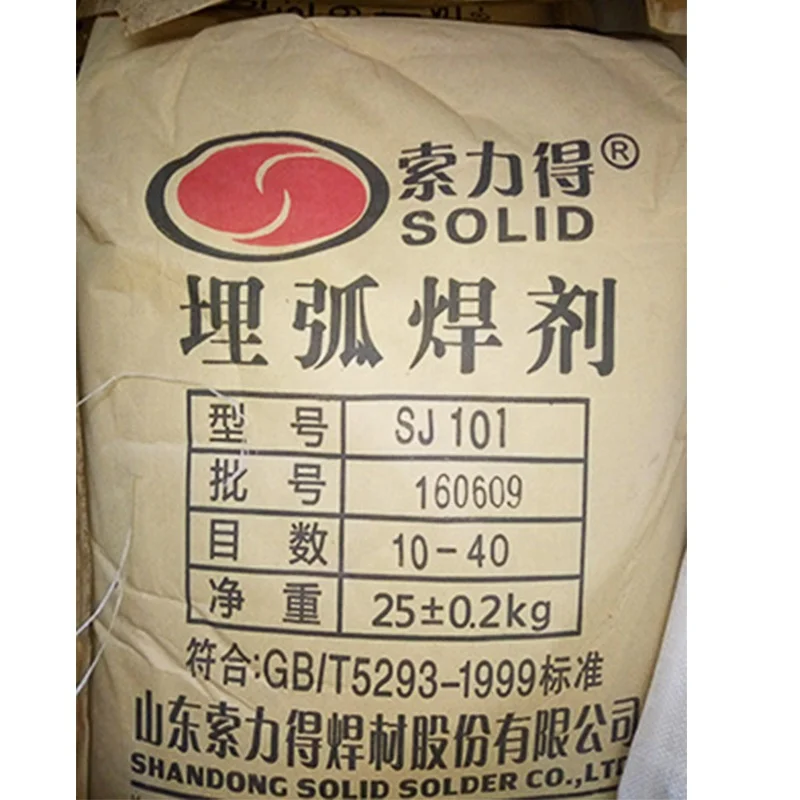 索力得®
SOLID
埋弧焊剂
型号 SJ101
批号 160609
目数 10-40
净重 25±0.2kg
符合:GB/T5293-1999标准
山东索力得焊材股份有限公司
SHANDONG SOLID SOLDER CO.,LTD